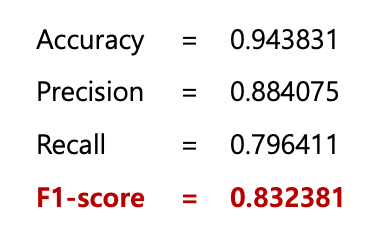 Accuracy = 0.943831
Precision = 0.884075
Recall = 0.796411
F1-score = 0.832381